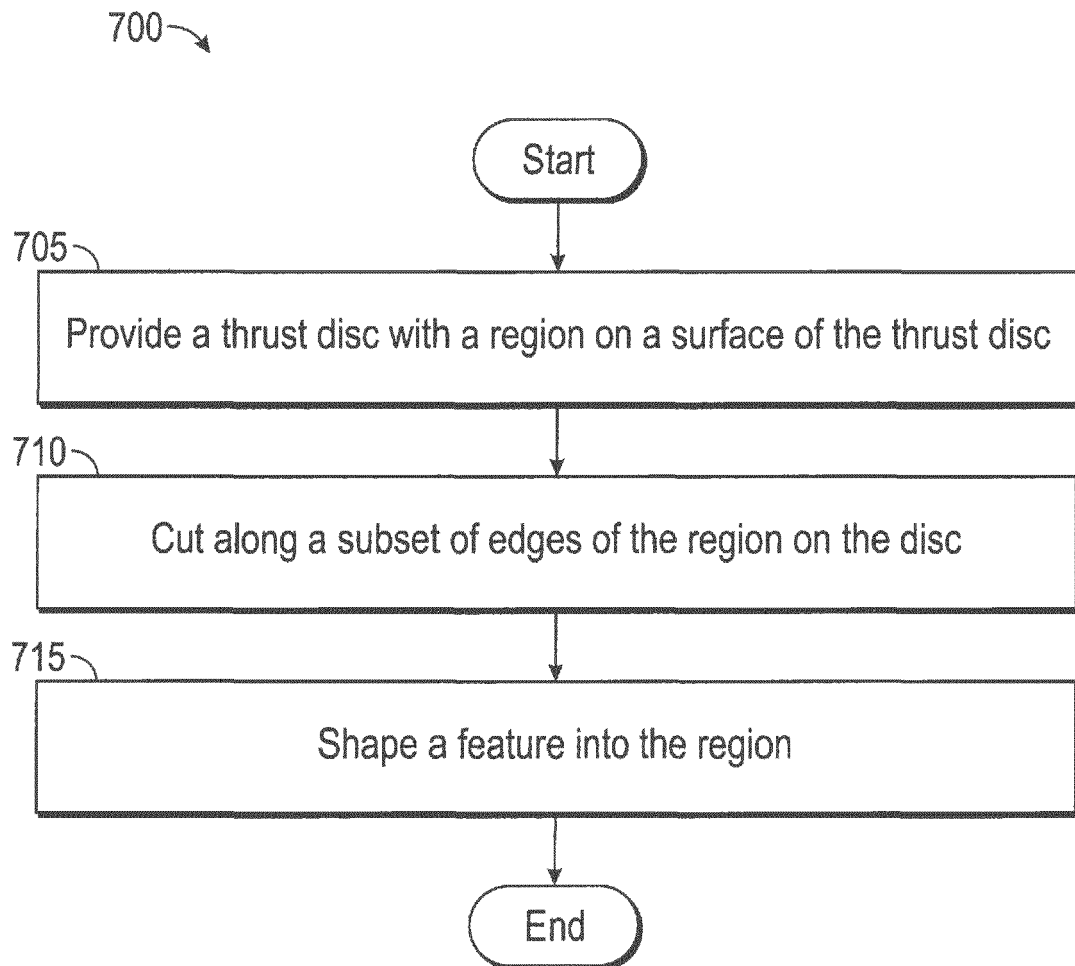 700
Start
705
Provide a thrust disc with a region on a surface of the thrust disc
710
Cut along a subset of edges of the region on the disc
715
Shape a feature into the region
End